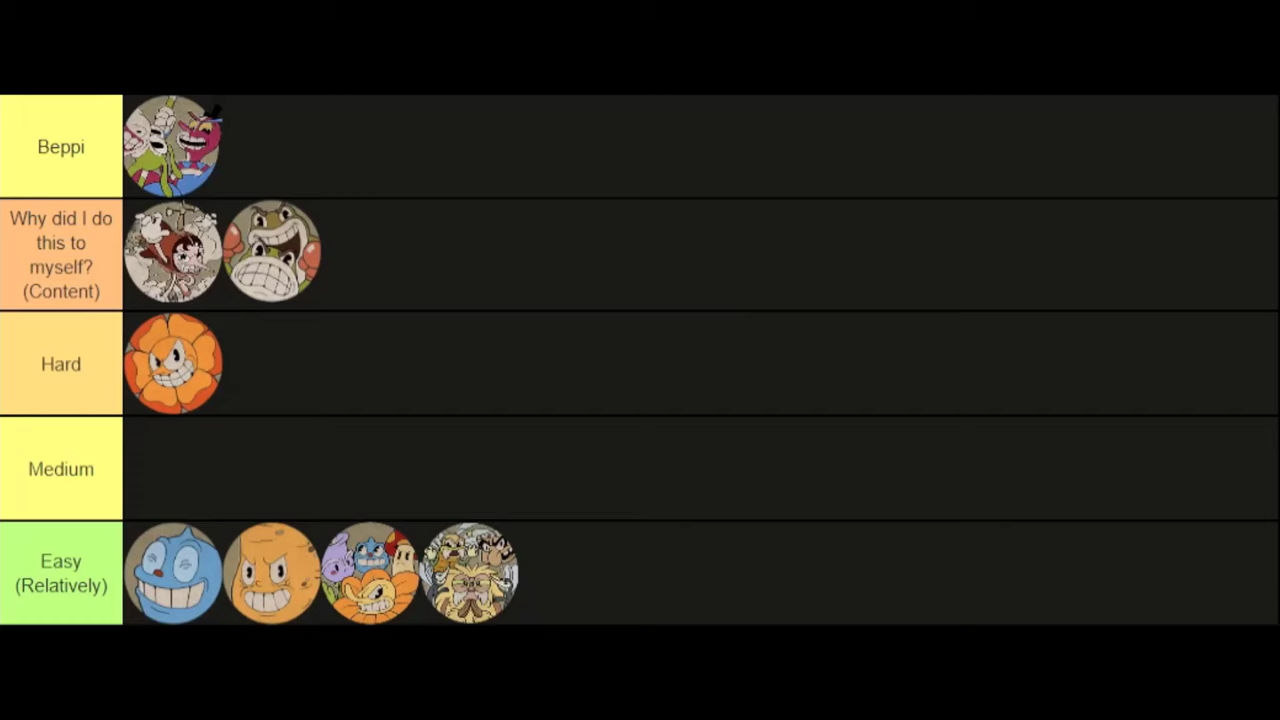 Beppi
Why did I do
this to
myself?
(Content)
Hard
Medium
Easy
(Relatively)